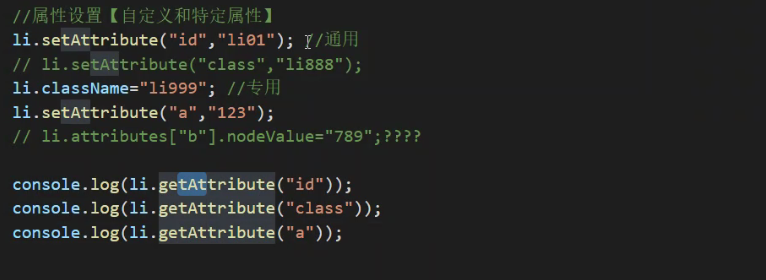 //属性设置【自定义和特定属性】
li.setAttribute("id","li01"); //通用
// li.setAttribute("class","li888");
li.className="li999"; //专用
li.setAttribute("a","123");
// li.attributes["b"].nodeValue="789";????
console.log(li.getAttribute("id"));
console.log(li.getAttribute("class"));
console.log(li.getAttribute("a"));